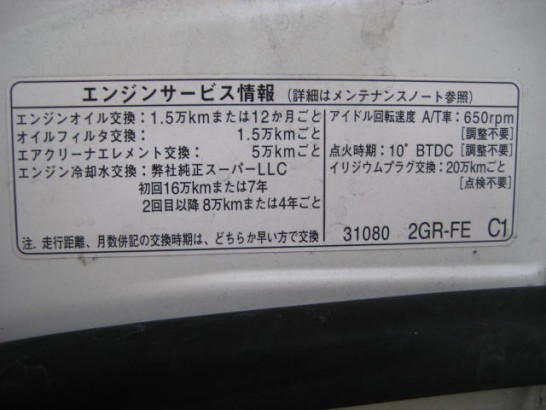 エンジンサービス情報 (詳細はメンテナンスノート参照)
エンジンオイル交換：1.5万kmまたは12か月ごと
オイルフィルタ交換： 1.5万kmごと
エアクリーナエレメント交換： 5万kmごと
エンジン冷却水交換：弊社純正スーパーLLC
初回16万kmまたは7年
2回目以降 8万kmまたは4年ごと
注. 走行距離、月数併記の交換時期は、どちらか早い方で交換
アイドル回転速度 A/T車：650rpm
[調整不要]
点火時期：10° BTDC [調整不要]
イリジウムプラグ交換：20万kmごと
[点検不要]
31080 2GR-FE C1